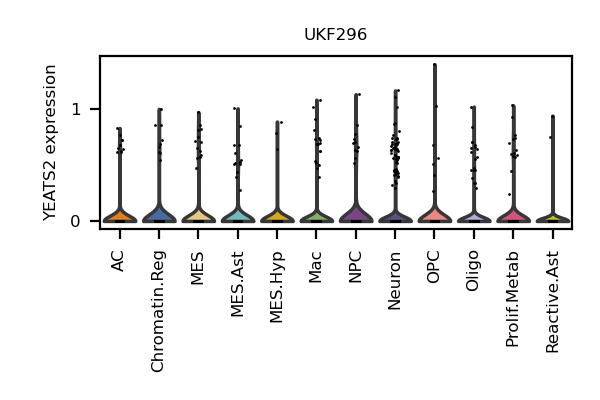 UKF296
YEATS2 expression
1
0
AC
Chromatin.Reg
MES
MES.Ast
MES.Hyp
Mac
NPC
Neuron
OPC
Oligo
Prolif.Metab
Reactive.Ast